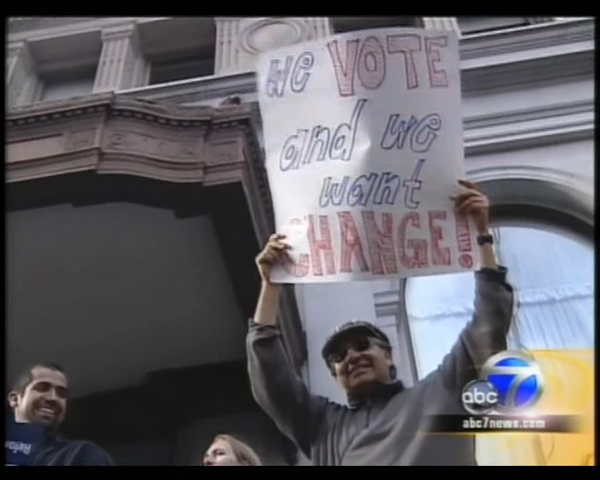 We VOTE
and we
want
CHANGE!
abc 7
abc7news.com